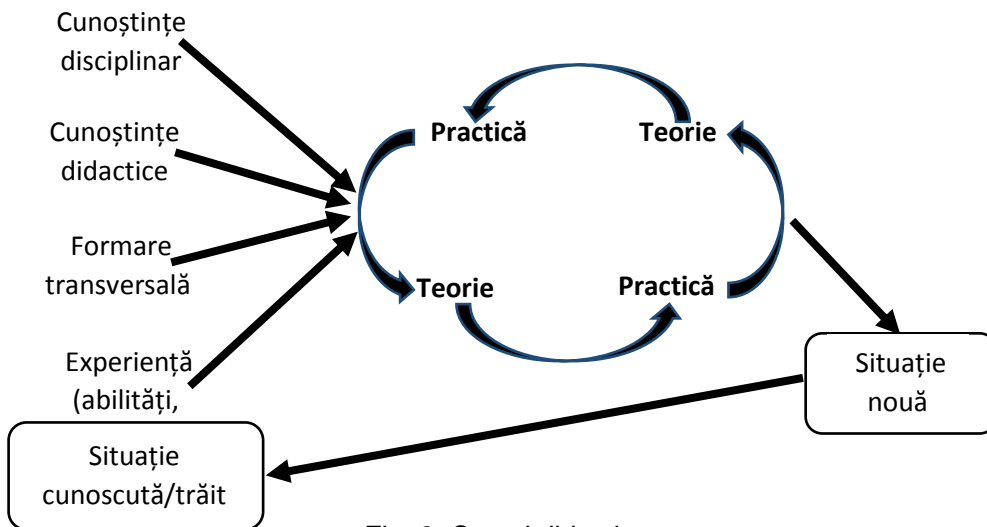 Cunoștințe
disciplinar
Cunoștințe
didactice
Formare
transversală
Experiență
(abilități,
Situație
cunoscută/trăit
Practică
Teorie
Teorie
Practică
Situație
nouă